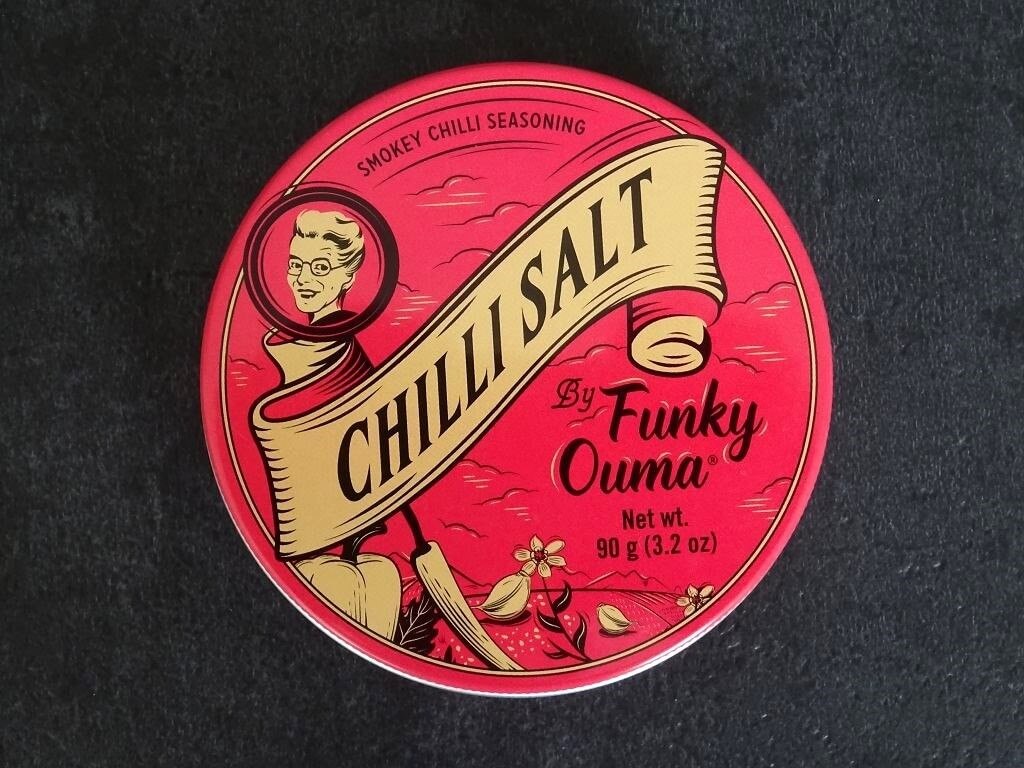 SMOKEY CHILLI SEASONING
CHILLI SALT
By Funky
Ouma®
Net wt.
90 g (3.2 oz)